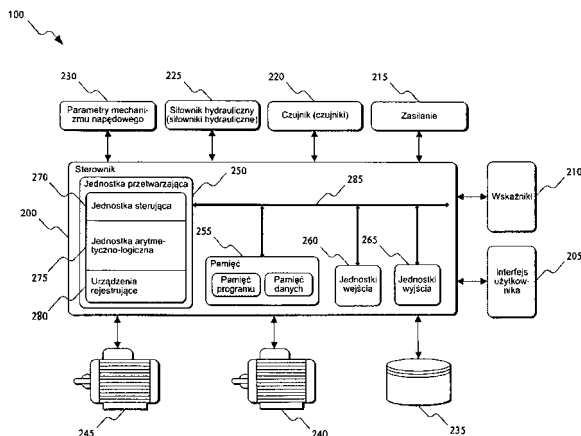 100
230
225
220
215
Parametry mechani-
zmu napędowego
Siłownik hydrauliczny
(siłowniki hydrauliczne)
Czujnik (czujniki)
Zasilanie
Sterownik
Jednostka przetwarzająca
270
250
285
210
Jednostka sterująca
Wskaźniki
200
255
260
265
275
Jednostka arytme-
tyczno-logiczna
Pamięć
205
Pamięć
programu
Pamięć
danych
Jednostki
wejścia
Jednostki
wyjścia
Interfejs
użytkow-
nika
Urządzenia
rejestrujące
280
245
240
235